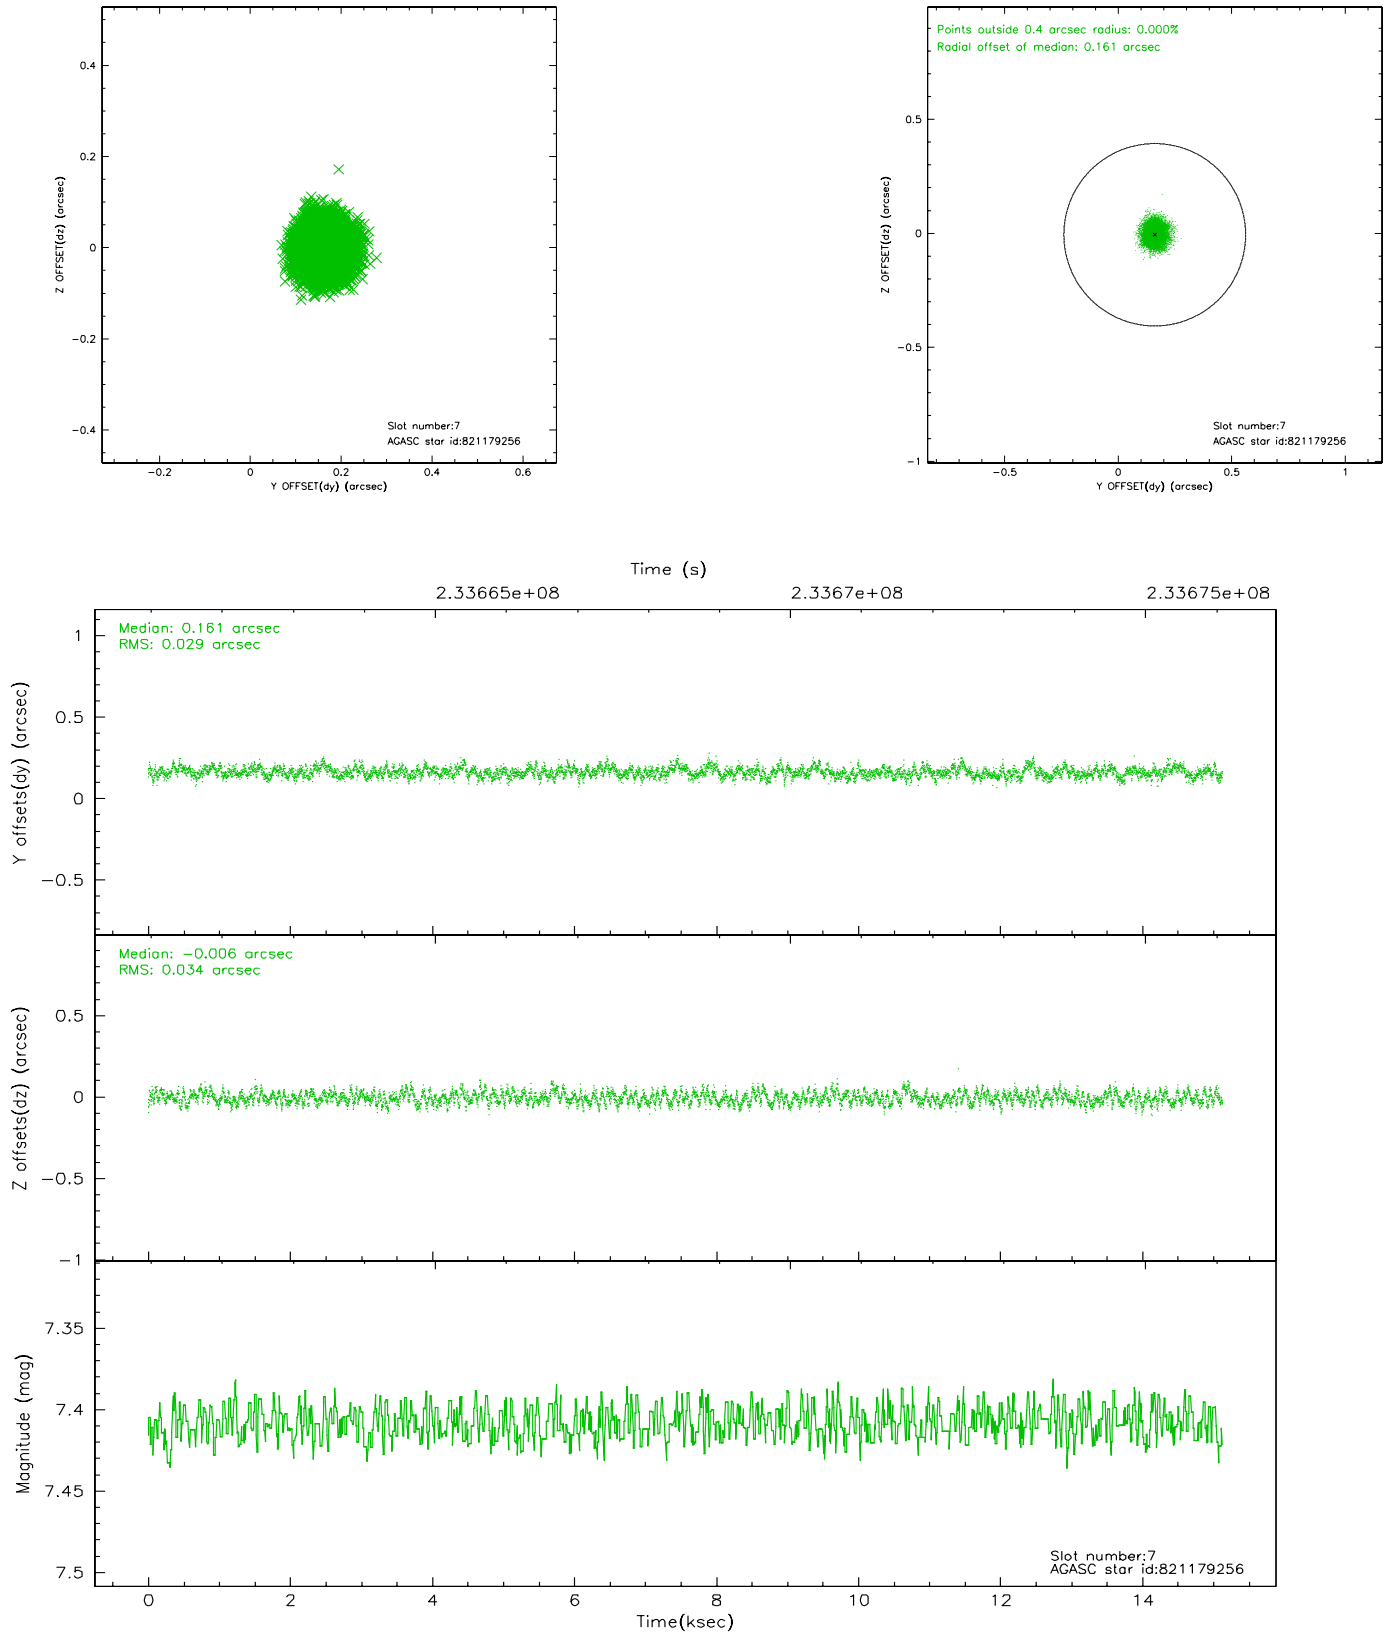 0.4
0.2
0
−0.2
−0.4
Z OFFSET(dz) (arcsec)
Slot number:7
AGASC star id:821179256
−0.2
0
0.2
0.4
0.6
Y OFFSET(dy) (arcsec)
Points outside 0.4 arcsec radius: 0.000%
Radial offset of median: 0.161 arcsec
0.5
0
−0.5
−1
Z OFFSET(dz) (arcsec)
Slot number:7
AGASC star id:821179256
−0.5
0
0.5
1
Y OFFSET(dy) (arcsec)
Time (s)
2.33665e+08
2.3367e+08
2.33675e+08
Median: 0.161 arcsec
RMS: 0.029 arcsec
1
0.5
0
−0.5
Y offsets(dy) (arcsec)
Median: −0.006 arcsec
RMS: 0.034 arcsec
0.5
0
−0.5
−1
Z offsets(dz) (arcsec)
7.35
7.4
7.45
7.5
Magnitude (mag)
Slot number:7
AGASC star id:821179256
0
2
4
6
8
10
12
14
Time(ksec)